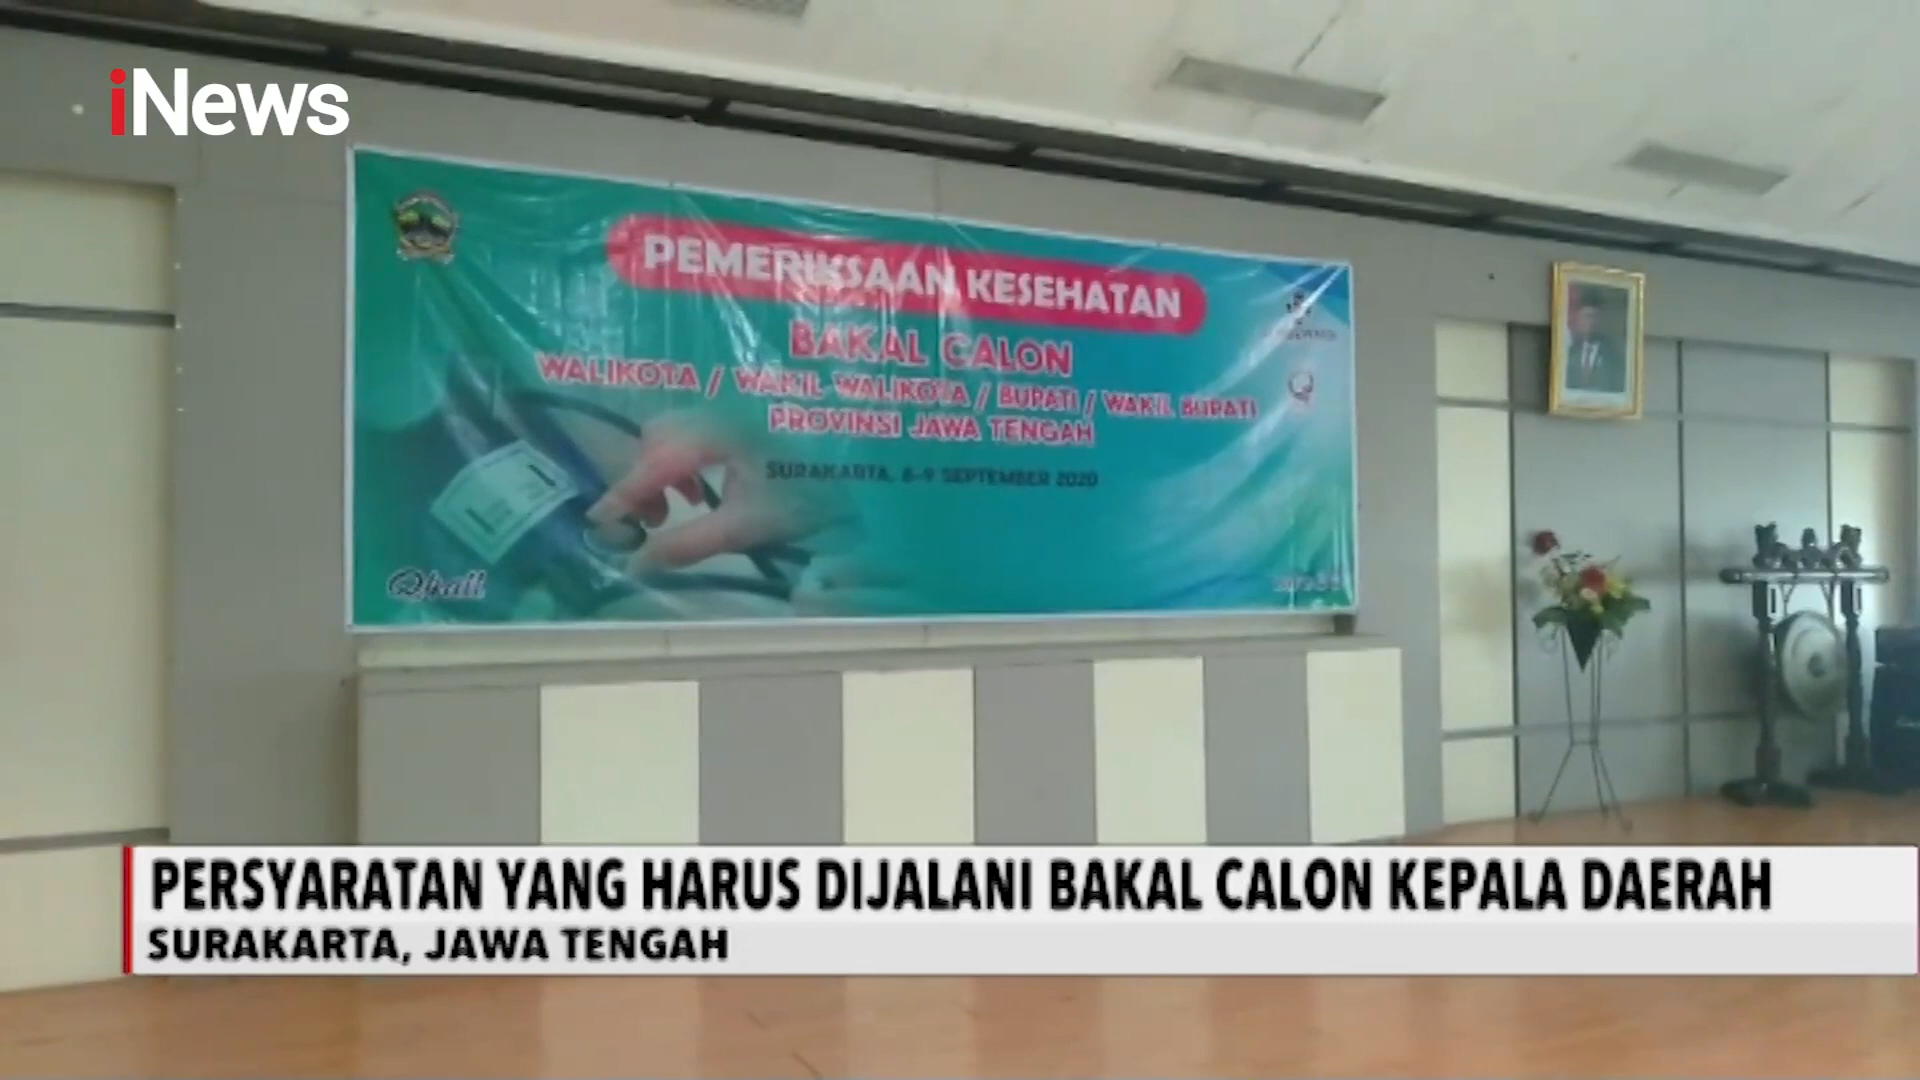 iNews
PEMERIKSAAN KESEHATAN
BAKAL CALON
WALIKOTA / WAKIL WALIKOTA / BUPATI / WAKIL BUPATI
PROVINSI JAWA TENGAH
SURAKARTA, 8-9 SEPTEMBER 2020
PERSYARATAN YANG HARUS DIJALANI BAKAL CALON KEPALA DAERAH
SURAKARTA, JAWA TENGAH